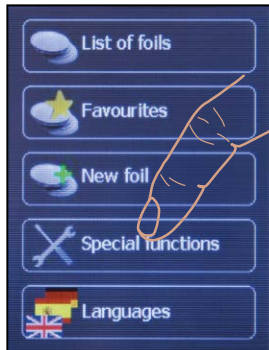 List of foils
Favourites
New foil
Special functions
Languages